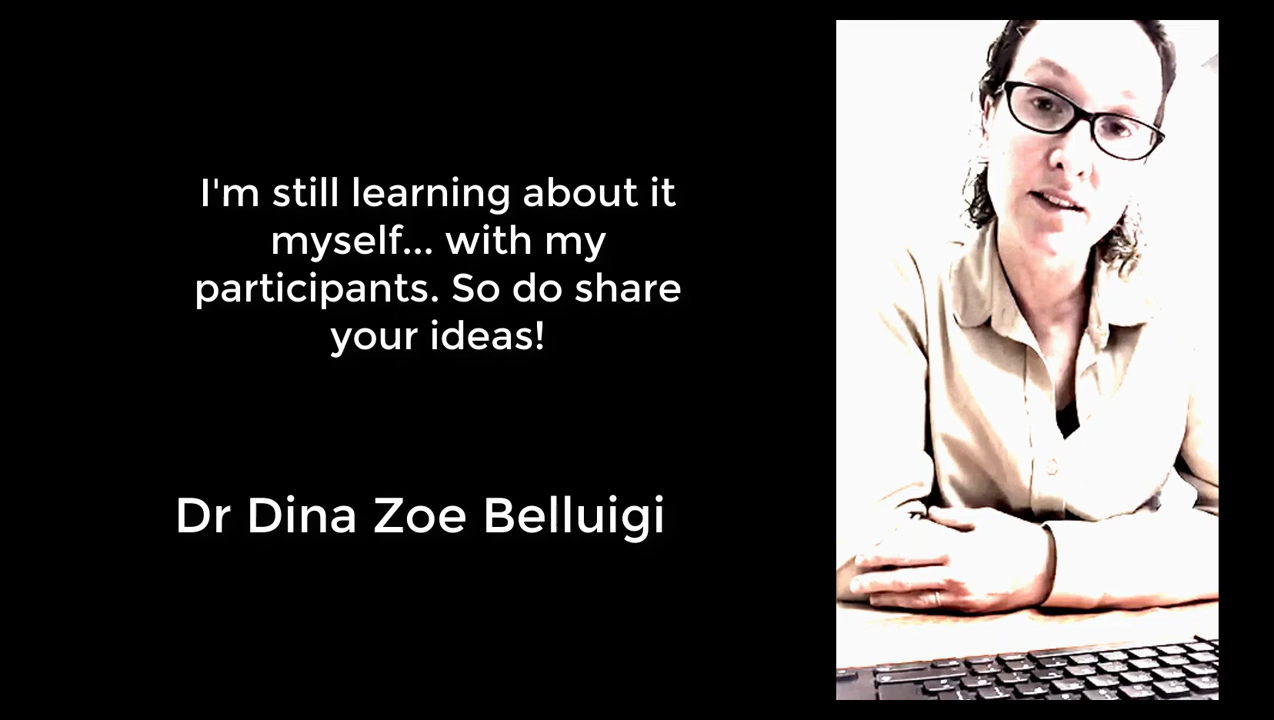 I'm still learning about it
myself... with my
participants. So do share
your ideas!
Dr Dina Zoe Belluigi